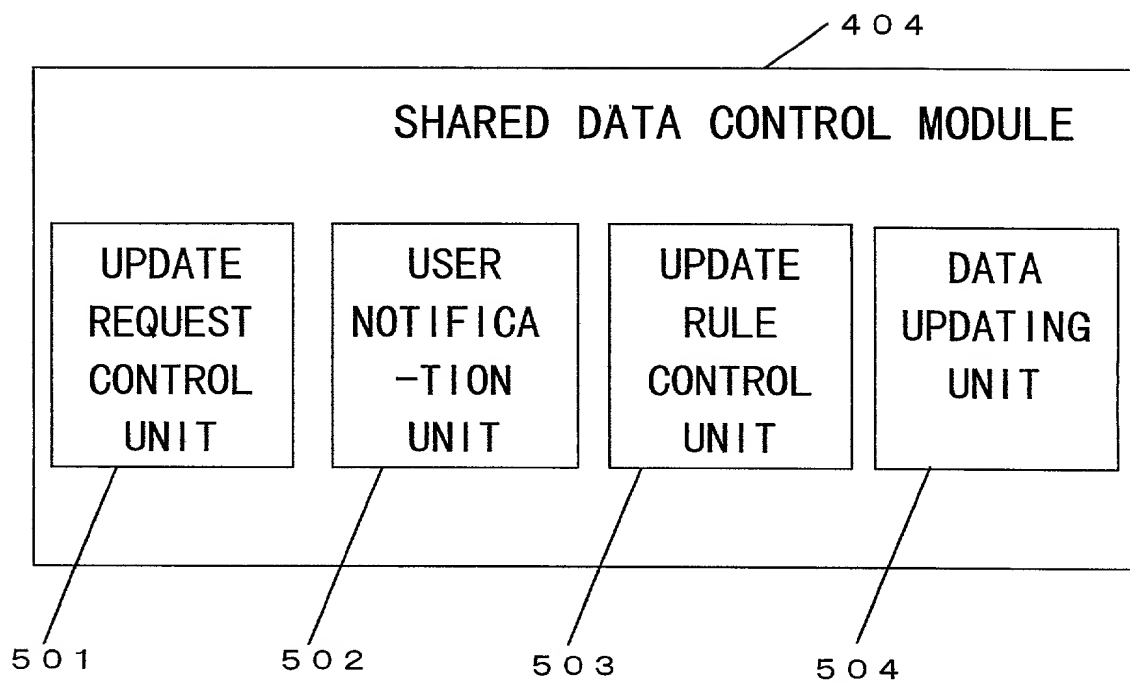 404
SHARED DATA CONTROL MODULE
UPDATE
REQUEST
CONTROL
UNIT
USER
NOTIFICA
-TION
UNIT
UPDATE
RULE
CONTROL
UNIT
DATA
UPDATING
UNIT
501
502
503
504